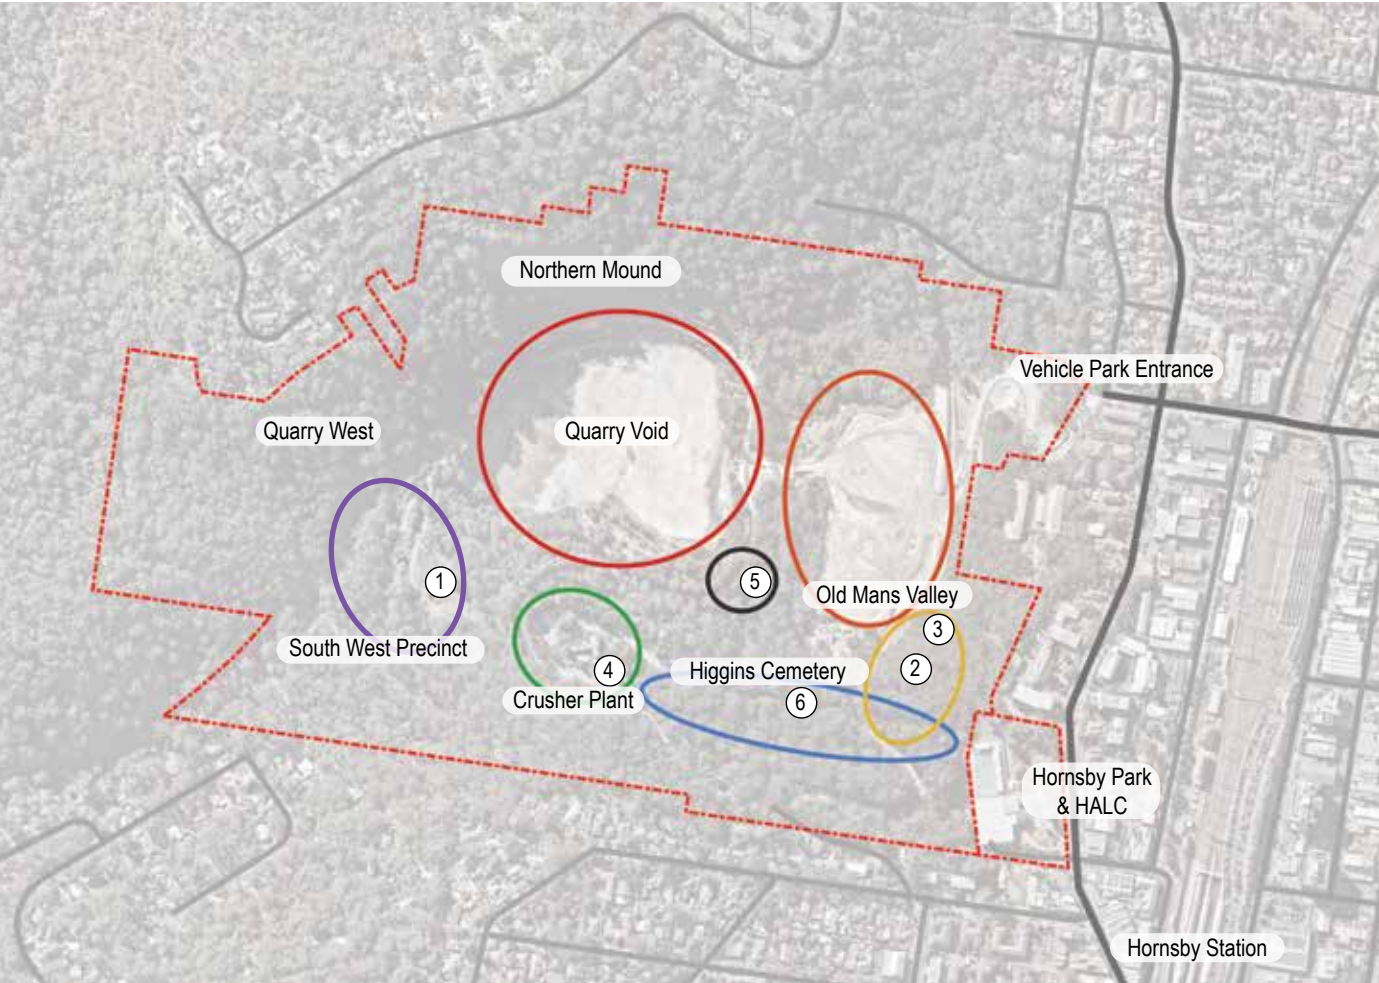 Northern Mound
Vehicle Park Entrance
Quarry West
Quarry Void
1
5
Old Mans Valley
3
South West Precinct
4
Higgins Cemetery
2
Crusher Plant
6
Hornsby Park
& HALC
Hornsby Station